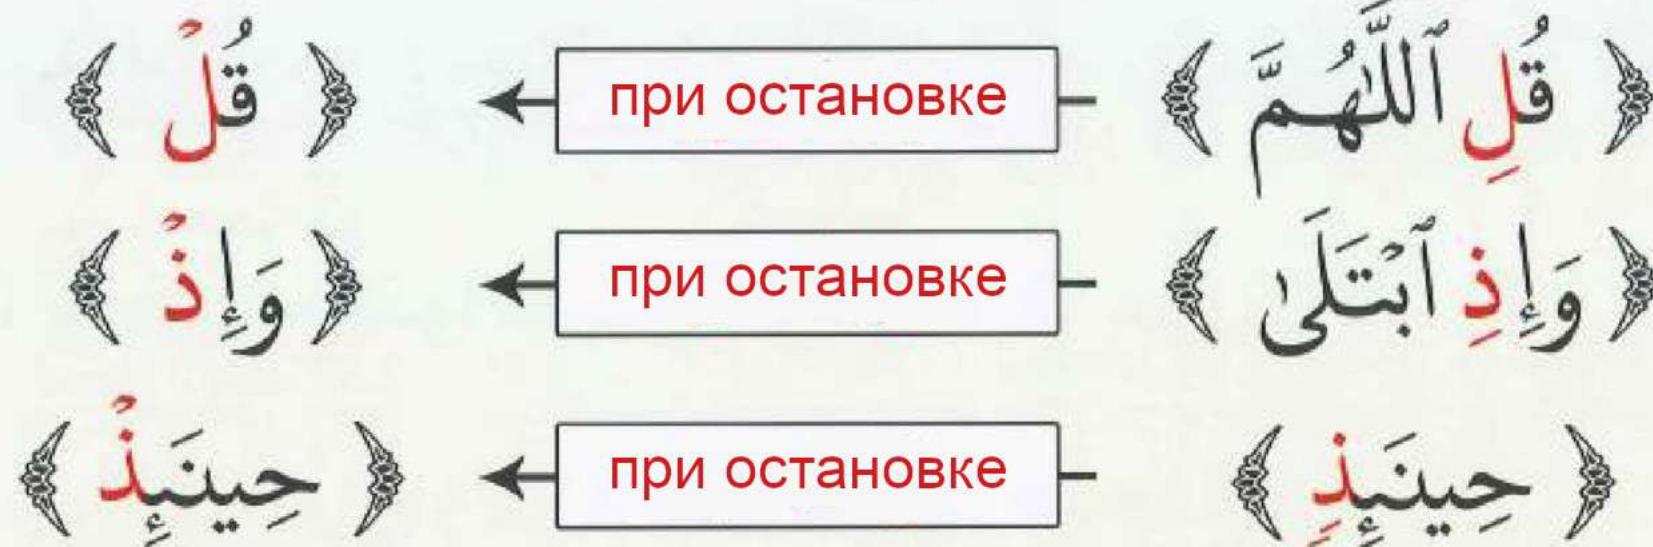 ﴿ قُلِ ٱللَّهُمَّ ﴾ при остановке ﴿ قُلْ ﴾
﴿ وَإِذِ ٱبْتَلَىٰ ﴾ при остановке ﴿ وَإِذْ ﴾
﴿ حِينَئِذٍ ﴾ при остановке ﴿ حِينَئِذْ ﴾